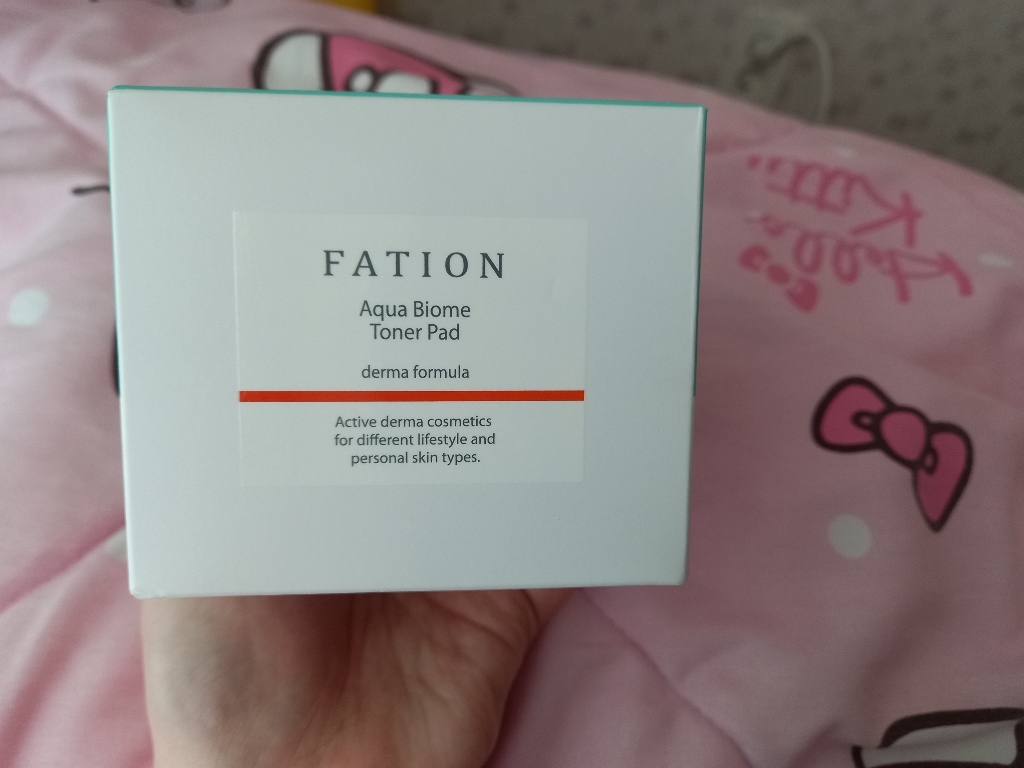 FATION
Aqua Biome
Toner Pad
derma formula
Active derma cosmetics
for different lifestyle and
personal skin types.